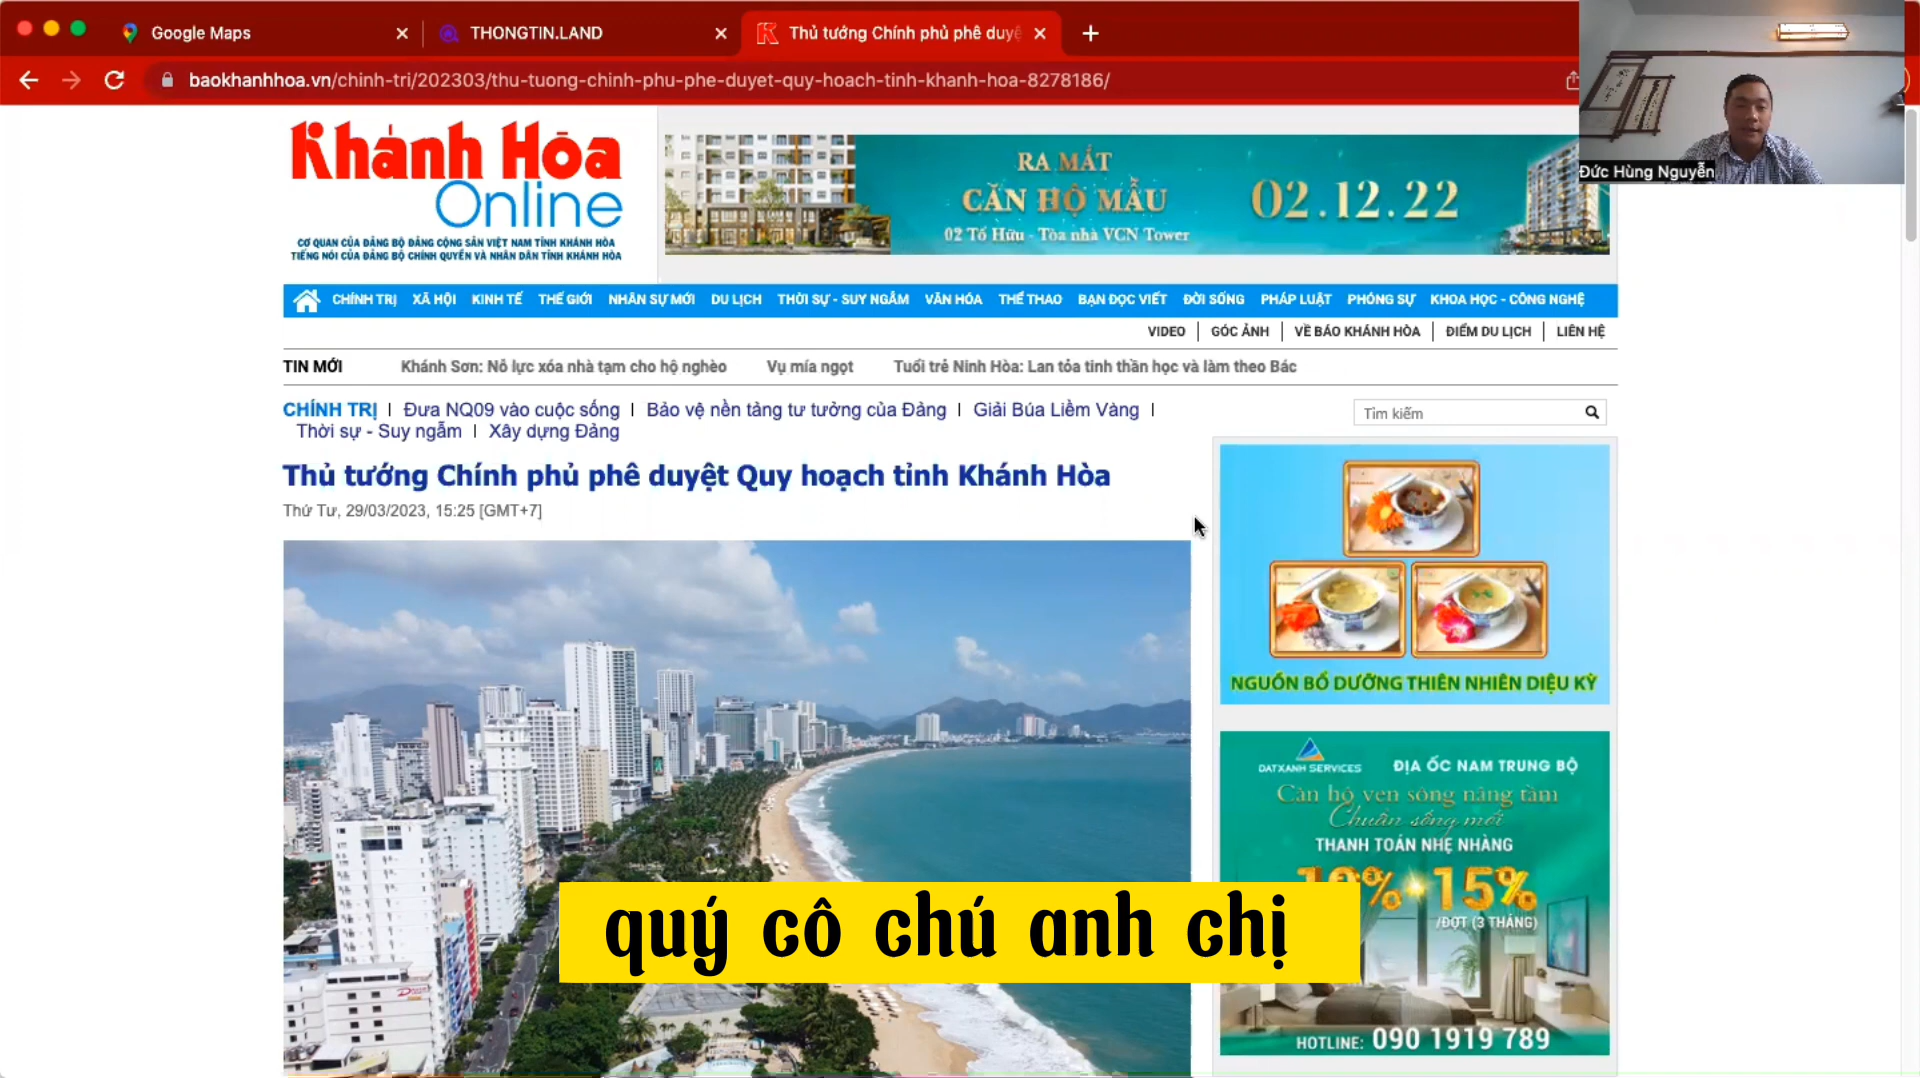 Google Maps
THONGTIN.LAND
Thủ tướng Chính phủ phê duyệ
baokhanhhoa.vn/chinh-tri/202303/thu-tuong-chinh-phu-phe-duyet-quy-hoach-tinh-khanh-hoa-8278186/
Đức Hùng Nguyễn
Khánh Hòa
Online
CƠ QUAN CỦA ĐẢNG BỘ ĐẢNG CỘNG SẢN VIỆT NAM TỈNH KHÁNH HÒA
TIẾNG NÓI CỦA ĐẢNG BỘ CHÍNH QUYỀN VÀ NHÂN DÂN TỈNH KHÁNH HÒA
RA MẮT
CĂN HỘ MẪU
02.12.22
02 Tố Hữu - Tòa nhà VCN Tower
CHÍNH TRỊ XÃ HỘI KINH TẾ THẾ GIỚI NHÂN SỰ MỚI DU LỊCH THỜI SỰ - SUY NGẪM VĂN HÓA THỂ THAO BẠN ĐỌC VIẾT ĐỜI SỐNG PHÁP LUẬT PHÓNG SỰ KHOA HỌC - CÔNG NGHỆ
VIDEO | GÓC ẢNH | VỀ BÁO KHÁNH HÒA | ĐIỂM DU LỊCH | LIÊN HỆ
TIN MỚI Khánh Sơn: Nỗ lực xóa nhà tạm cho hộ nghèo Vụ mía ngọt Tuổi trẻ Ninh Hòa: Lan tỏa tinh thần học và làm theo Bác
CHÍNH TRỊ | Đưa NQ09 vào cuộc sống | Bảo vệ nền tảng tư tưởng của Đảng | Giải Búa Liềm Vàng |
Thời sự - Suy ngẫm | Xây dựng Đảng
Tìm kiếm
Thủ tướng Chính phủ phê duyệt Quy hoạch tỉnh Khánh Hòa
Thứ Tư, 29/03/2023, 15:25 [GMT+7]
NGUỒN BỔ DƯỠNG THIÊN NHIÊN DIỆU KỲ
DATXANH SERVICES ĐỊA ỐC NAM TRUNG BỘ
Căn hộ ven sông nâng tầm
Chuẩn sống mới
THANH TOÁN NHẸ NHÀNG
15%
/ĐỢT (3 THÁNG)
HOTLINE: 090 1919 789
quý cô chú anh chị